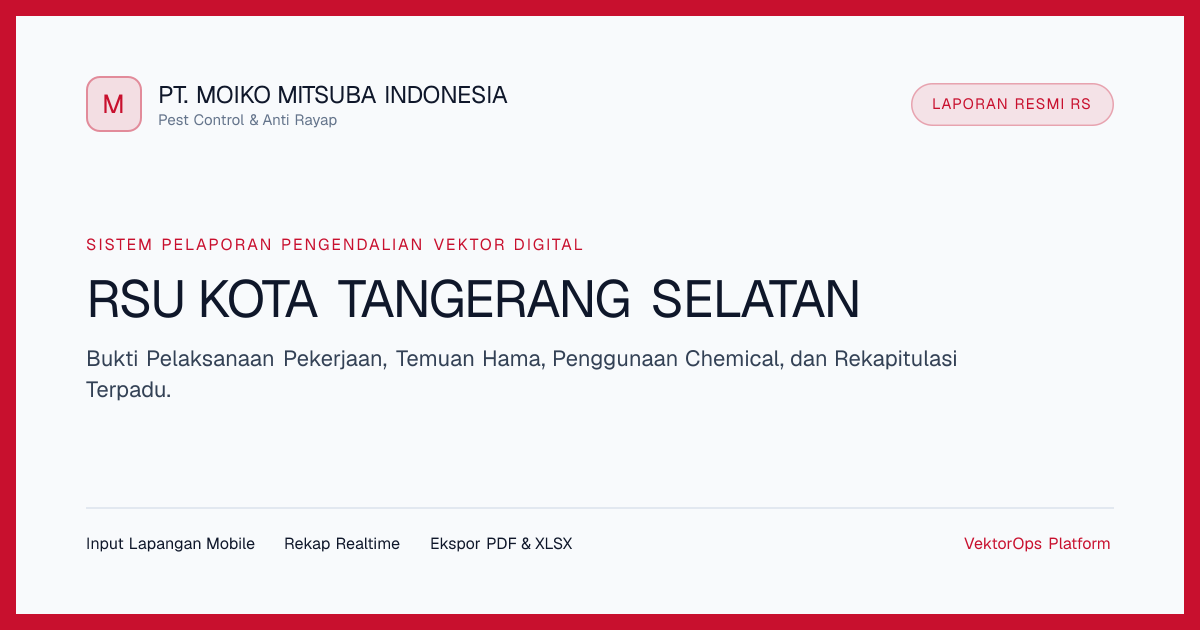 M
PT. MOIKO MITSUBA INDONESIA
Pest Control & Anti Rayap
LAPORAN RESMI RS
SISTEM PELAPORAN PENGENDALIAN VEKTOR DIGITAL
RSU KOTA TANGERANG SELATAN
Bukti Pelaksanaan Pekerjaan, Temuan Hama, Penggunaan Chemical, dan Rekapitulasi
Terpadu.
Input Lapangan Mobile
Rekap Realtime
Ekspor PDF & XLSX
VektorOps Platform